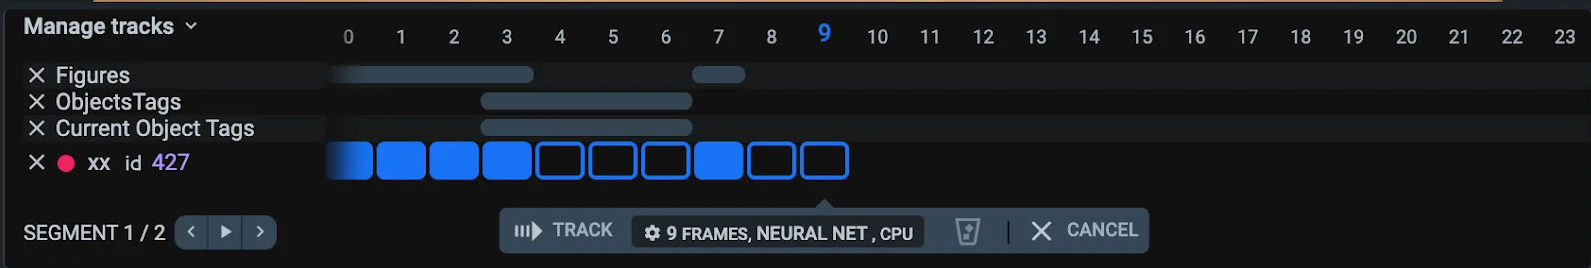 Manage tracks
0 1 2 3 4 5 6 7 8 9 10 11 12 13 14 15 16 17 18 19 20 21 22 23
Figures
ObjectsTags
Current Object Tags
xx id 427
SEGMENT 1 / 2
TRACK 9 FRAMES, NEURAL NET , CPU CANCEL